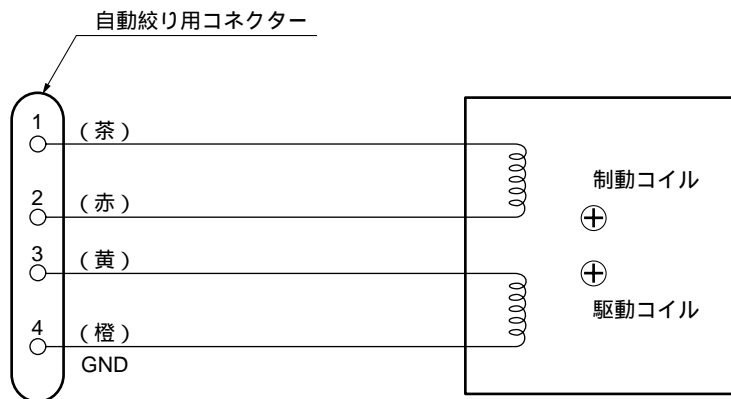 自動絞り用コネクター
1 （茶）
制動コイル
2 （赤）
3 （黄）
駆動コイル
4 （橙）
GND